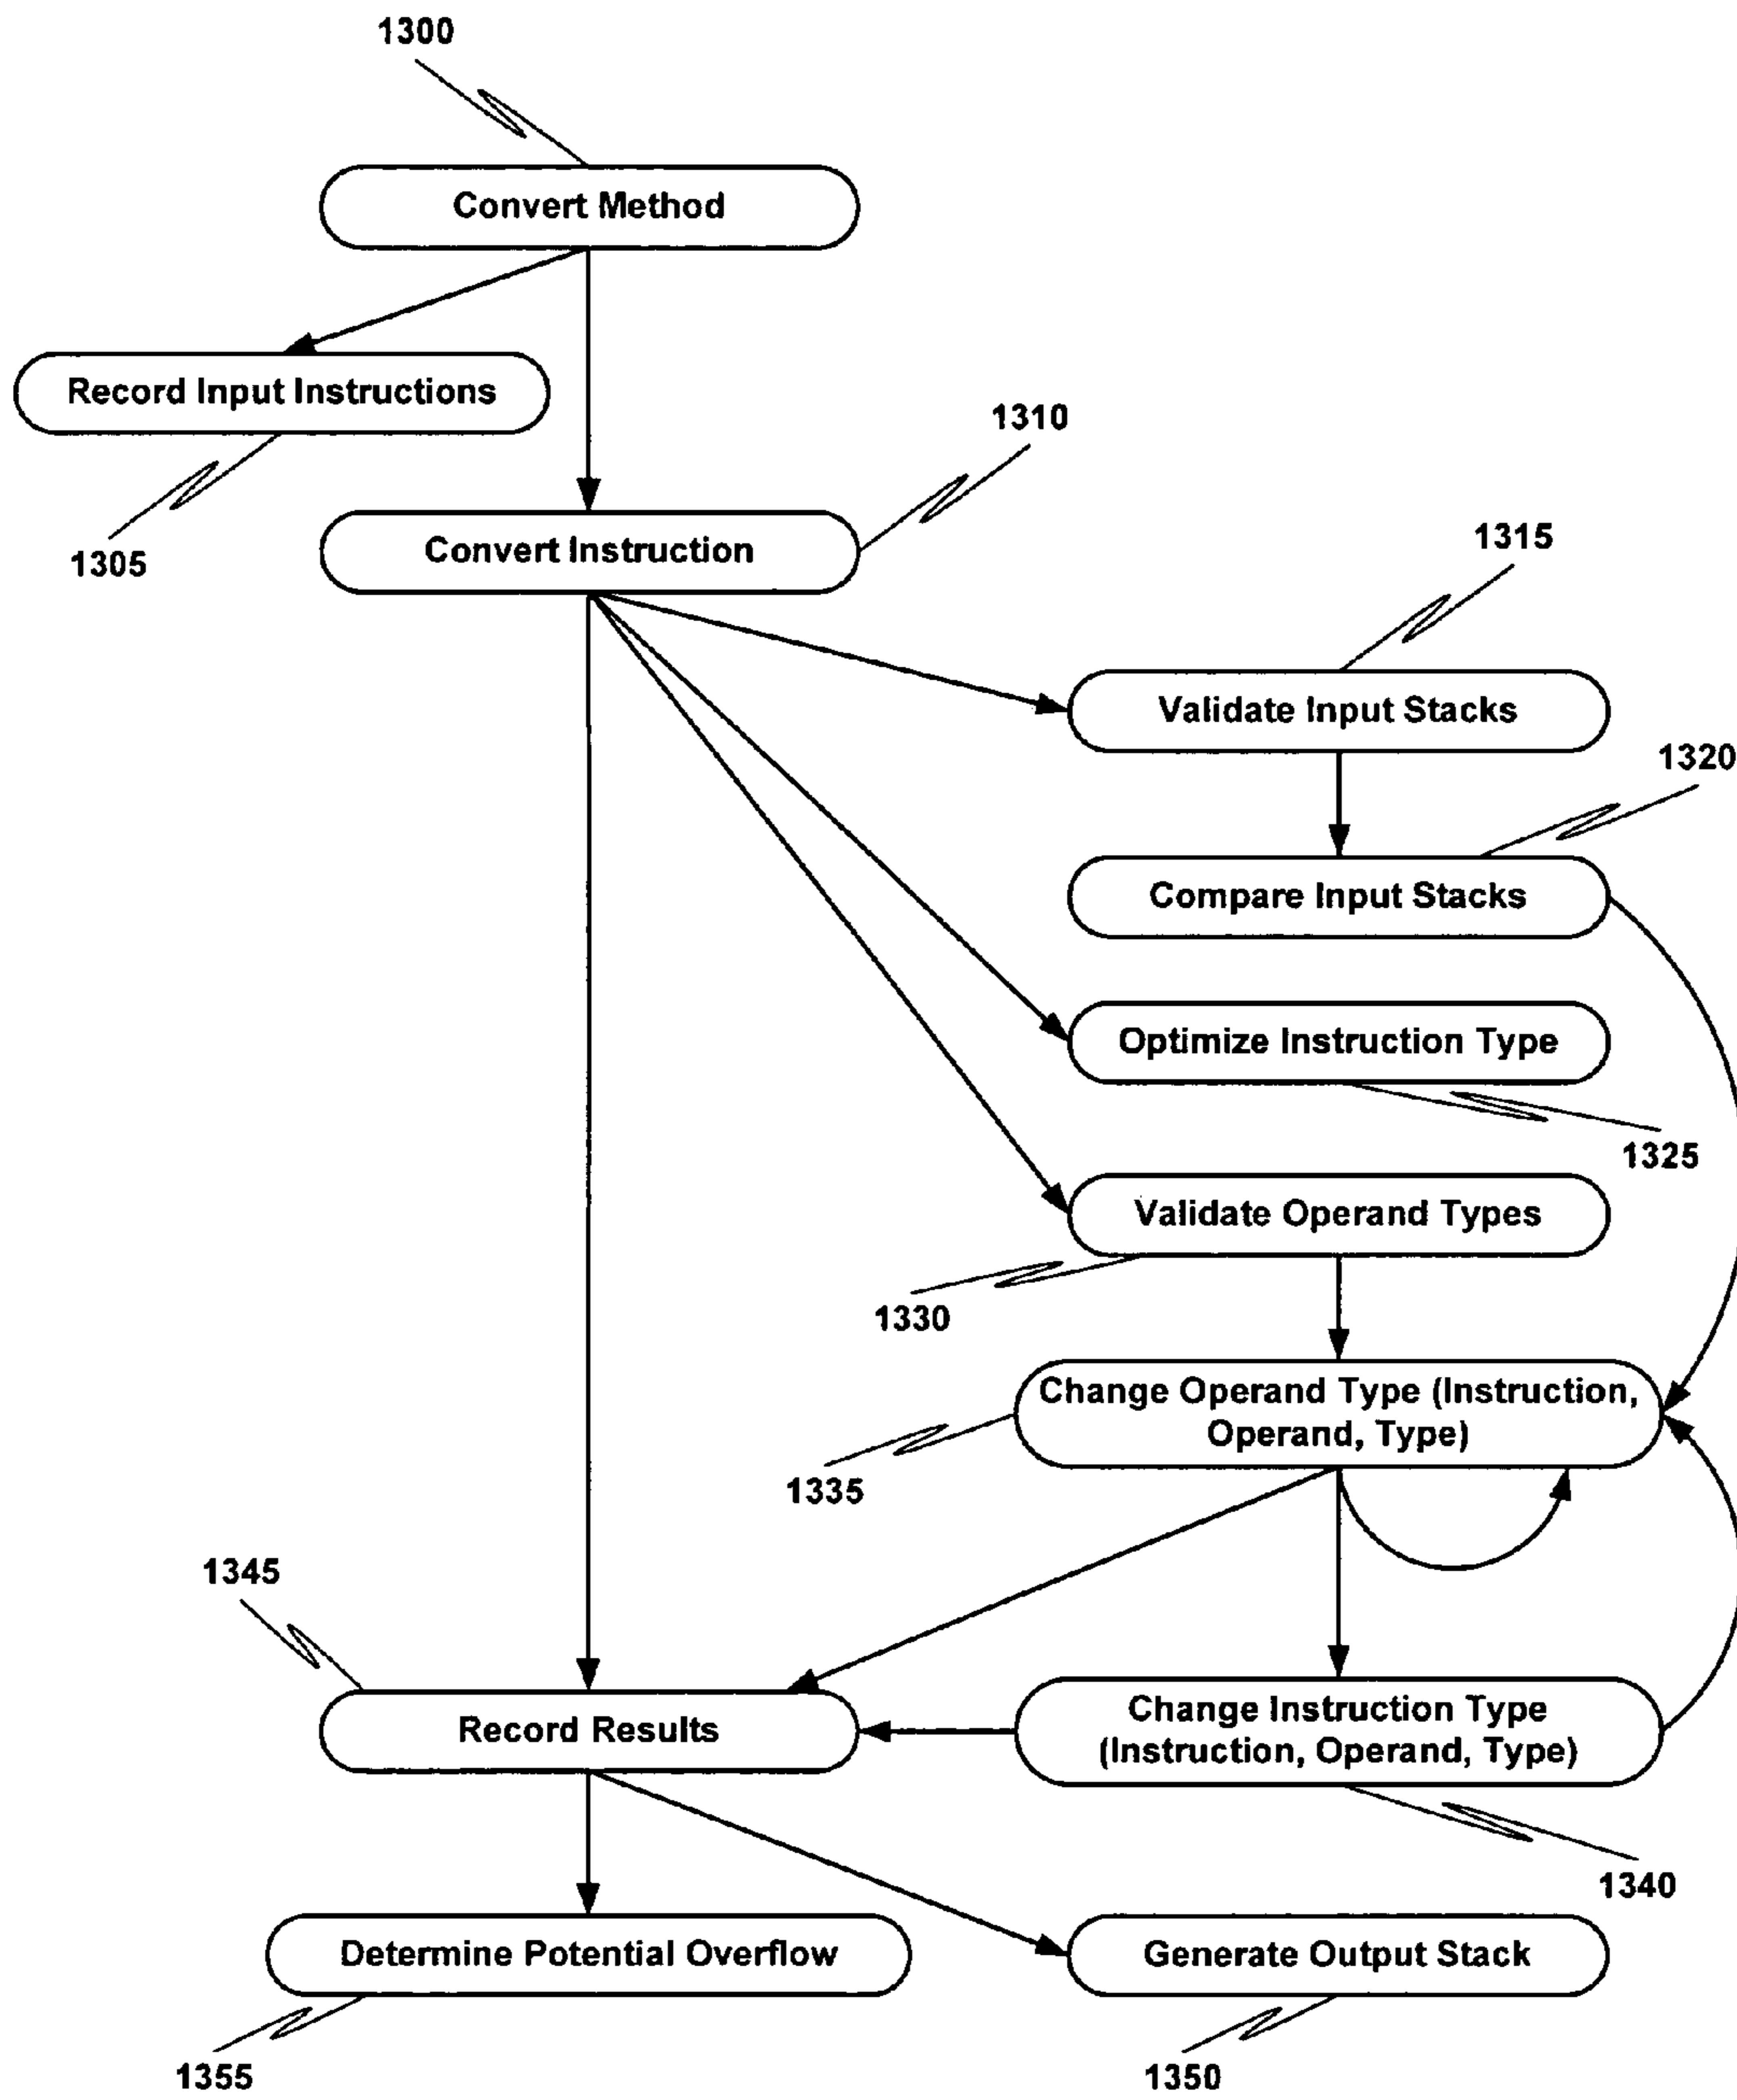 1300
Convert Method
Record Input Instructions
1305
1310
Convert Instruction
1315
Validate Input Stacks
1320
Compare Input Stacks
Optimize Instruction Type
1325
Validate Operand Types
1330
Change Operand Type (Instruction,
Operand, Type)
1335
1345
Record Results
Change Instruction Type
(Instruction, Operand, Type)
1340
Determine Potential Overflow
Generate Output Stack
1355
1350